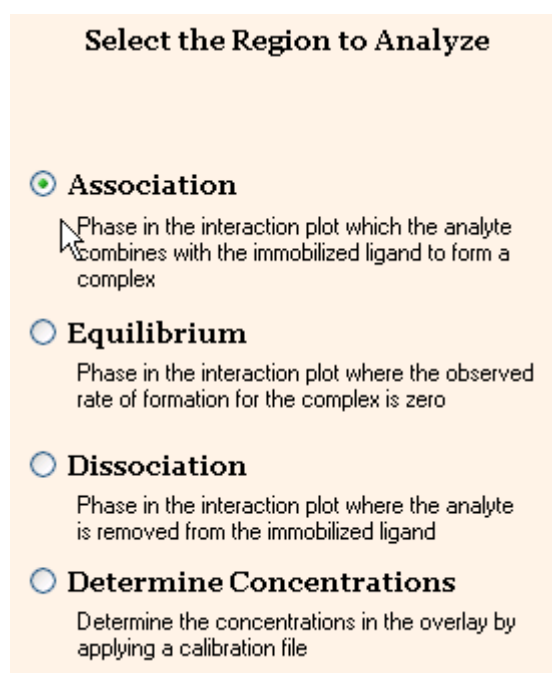 Select the Region to Analyze
Association
Phase in the interaction plot which the analyte
combines with the immobilized ligand to form a
complex
Equilibrium
Phase in the interaction plot where the observed
rate of formation for the complex is zero
Dissociation
Phase in the interaction plot where the analyte
is removed from the immobilized ligand
Determine Concentrations
Determine the concentrations in the overlay by
applying a calibration file